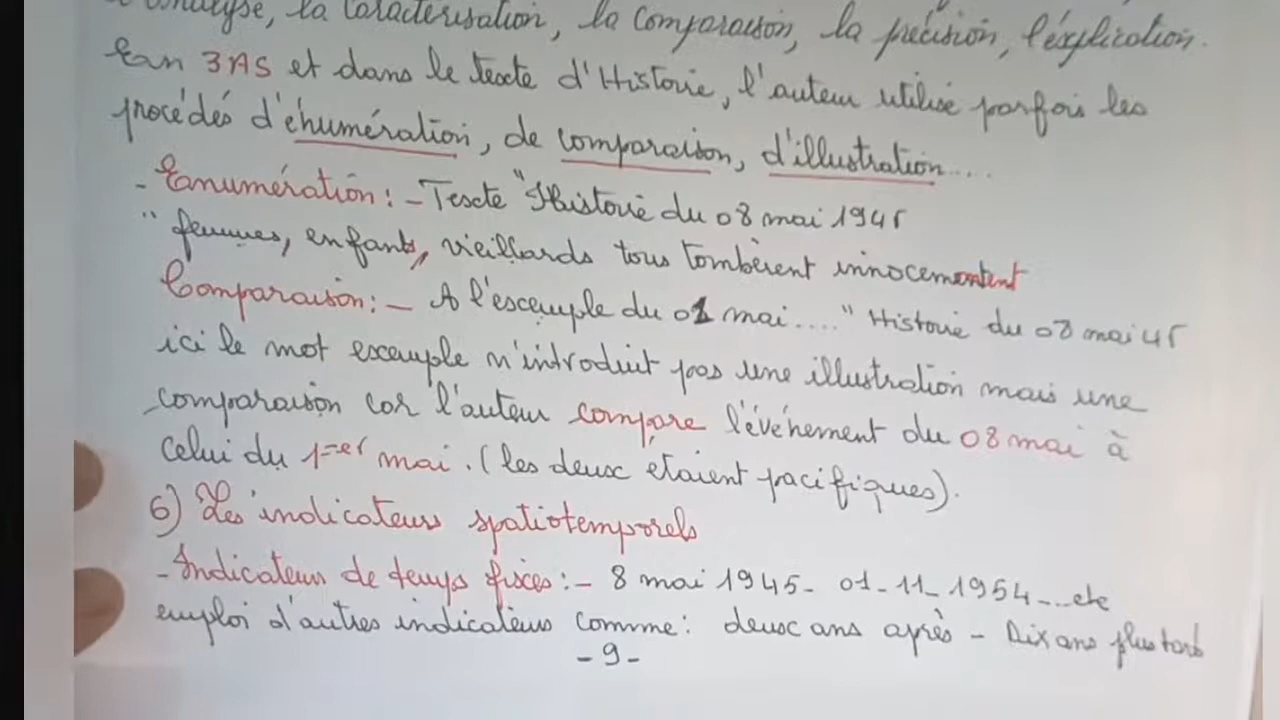 analyse, la caractérisation, la comparaison, la précision, l'éxplication.
En 3AS et dans le texte d'Histoire, l'auteur utilise parfois les
procédés d'énumération, de comparaison, d'illustration....
- Enumération : - Texte "Histoire du 08 mai 1945
" femmes, enfants, vieillards tous tombèrent innocemment
Comparaison : - A l'exemple du 01 mai...." Histoire du 08 mai 45
ici le mot exemple n'introduit pas une illustration mais une
comparaison car l'auteur compare l'événement du 08 mai à
celui du 1er mai. (les deux etaient pacifiques).
6) Les indicateurs spatiotemporels
- Indicateurs de temps fixes : - 8 mai 1945 - 01-11-1954-...etc
emploi d'autres indicateurs comme : deux ans après - Dix ans plus tard
- 9 -